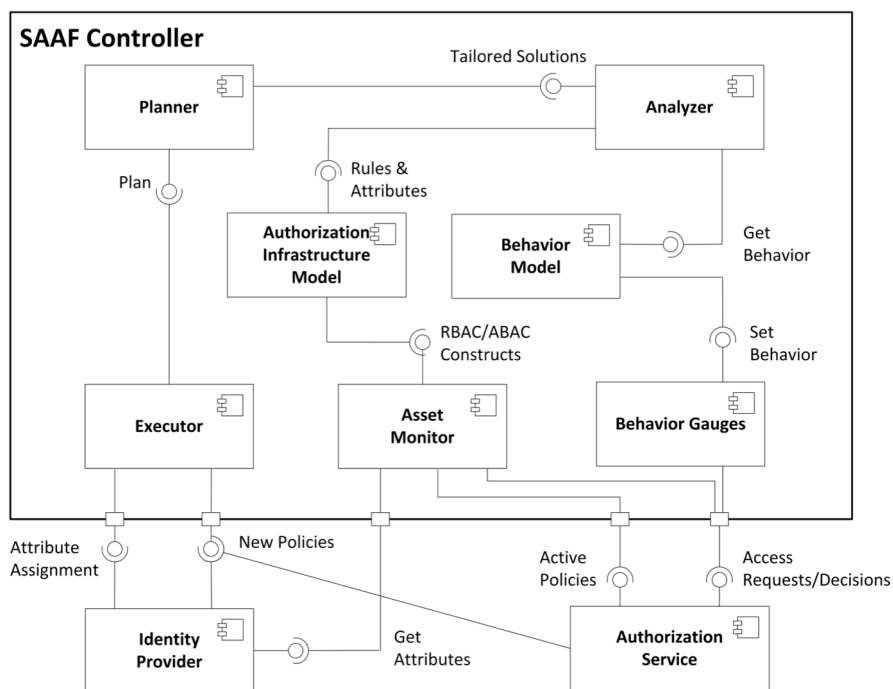 SAAF Controller
Tailored Solutions
Planner
Analyzer
Plan
Rules &
Attributes
Authorization
Infrastructure
Model
Behavior
Model
Get
Behavior
RBAC/ABAC
Constructs
Set
Behavior
Executor
Asset
Monitor
Behavior Gauges
Attribute
Assignment
New Policies
Active
Policies
Access
Requests/Decisions
Identity
Provider
Get
Attributes
Authorization
Service